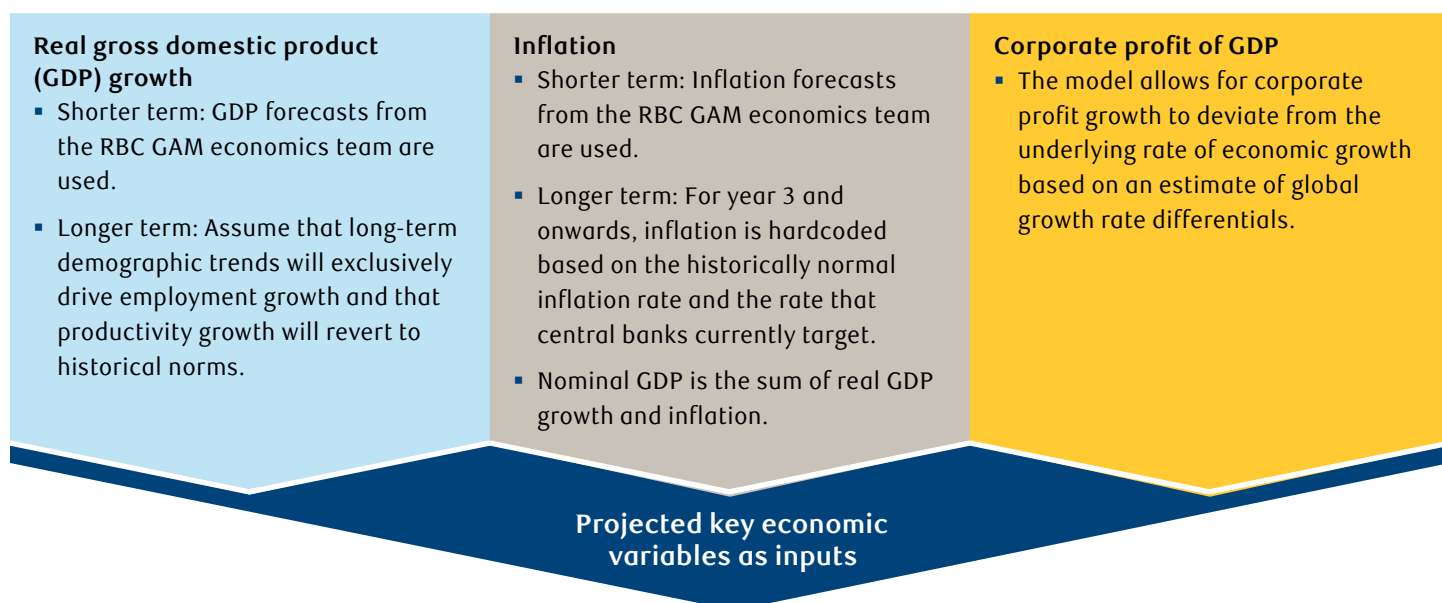 Real gross domestic product
(GDP) growth
▪ Shorter term: GDP forecasts from
the RBC GAM economics team are
used.
▪ Longer term: Assume that long-term
demographic trends will exclusively
drive employment growth and that
productivity growth will revert to
historical norms.
Inflation
▪ Shorter term: Inflation forecasts
from the RBC GAM economics team
are used.
▪ Longer term: For year 3 and
onwards, inflation is hardcoded
based on the historically normal
inflation rate and the rate that
central banks currently target.
▪ Nominal GDP is the sum of real GDP
growth and inflation.
Corporate profit of GDP
▪ The model allows for corporate
profit growth to deviate from the
underlying rate of economic growth
based on an estimate of global
growth rate differentials.
Projected key economic
variables as inputs